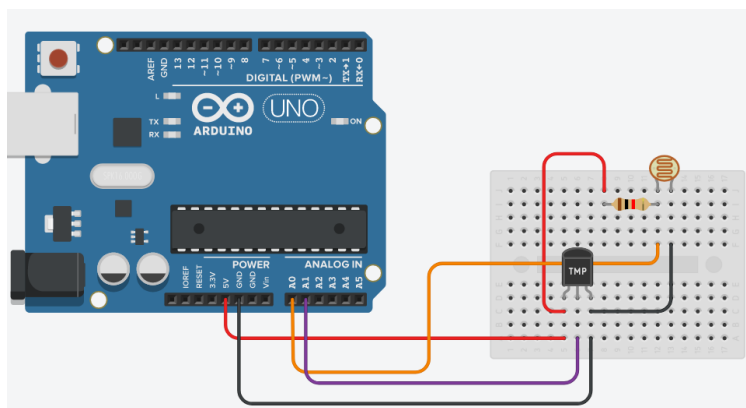 AREF
GND
13
12
~11
~10
~9
8
7
~6
~5
4
~3
2
TX→1
RX←0
DIGITAL (PWM~)
L
TX
RX
ARDUINO
UNO
ON
POWER
ANALOG IN
IOREF
RESET
3.3V
5V
GND
GND
Vin
A0
A1
A2
A3
A4
A5
TMP